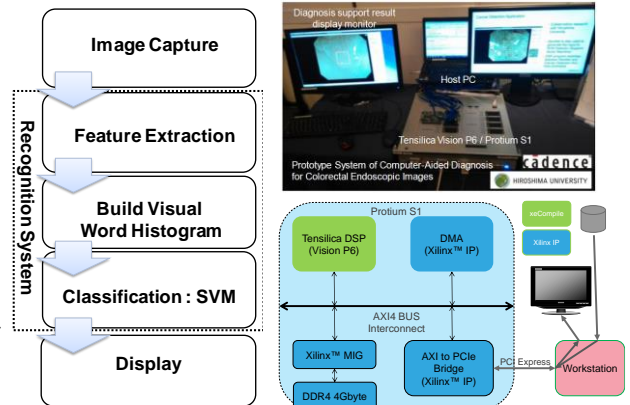 Image Capture
Feature Extraction
Build Visual
Word Histogram
Classification : SVM
Display
Recognition System
Diagnosis support result
display monitor
Host PC
Tensilica Vision P6 / Protium S1
Prototype System of Computer-Aided Diagnosis
for Colorectal Endoscopic Images
cadence
HIROSHIMA UNIVERSITY
Protium S1
Tensilica DSP
(Vision P6)
DMA
(Xilinx™ IP)
xeCompile
Xilinx IP
AXI4 BUS
Interconnect
Xilinx™ MIG
DDR4 4Gbyte
AXI to PCIe
Bridge
(Xilinx™ IP)
PCI Express
Workstation